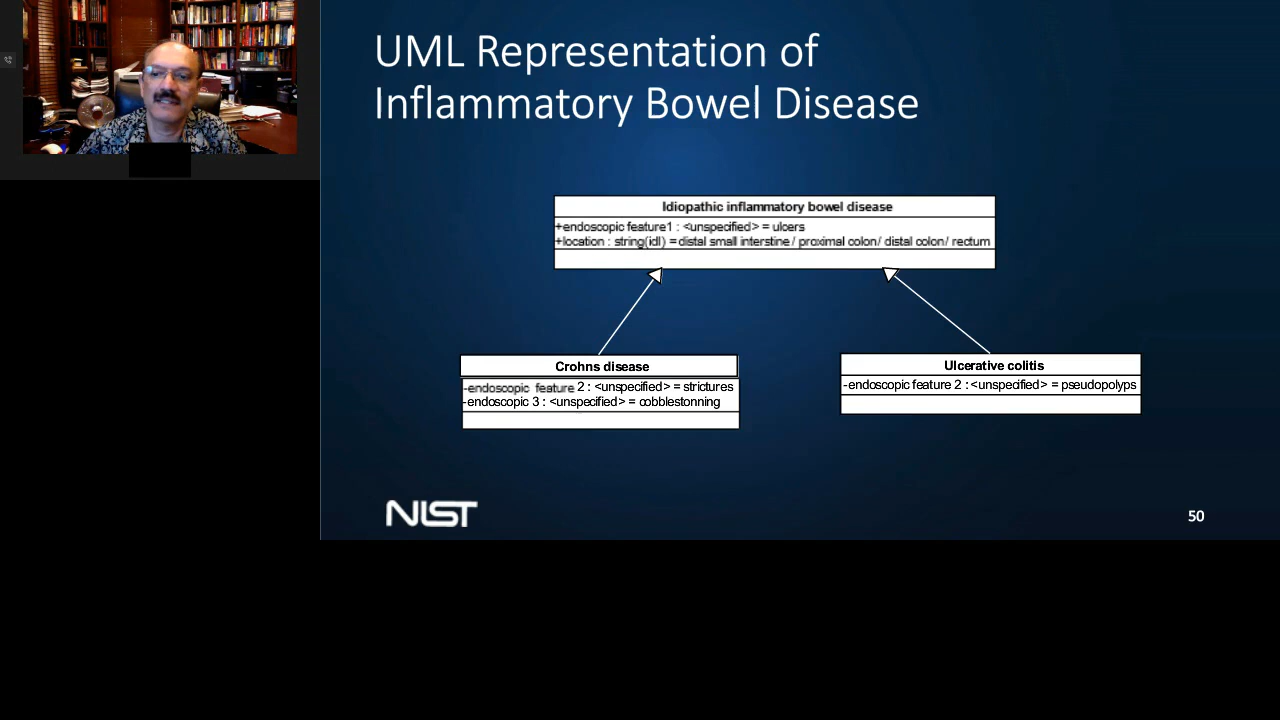 UML Representation of
Inflammatory Bowel Disease
Idiopathic inflammatory bowel disease
+endoscopic feature1 : <unspecified> = ulcers
+location : string(idl) = distal small interstine / proximal colon/ distal colon/ rectum
Crohns disease
-endoscopic feature 2 : <unspecified> = strictures
-endoscopic 3 : <unspecified> = cobblestonning
Ulcerative colitis
-endoscopic feature 2 : <unspecified> = pseudopolyps
NIST
50